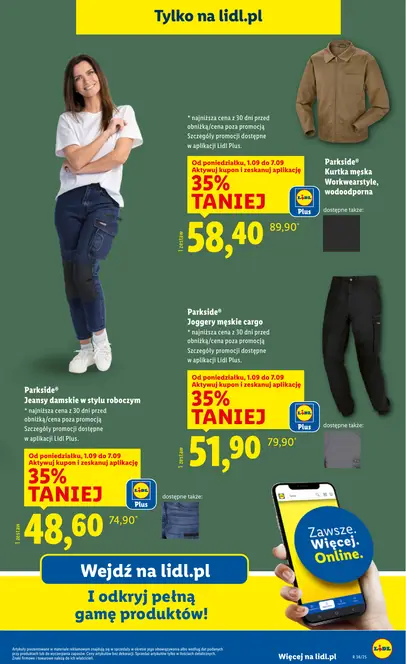 Tylko na lidl.pl
* najniższa cena z 30 dni przed
obniżką/cena poza promocją
Szczegóły promocji dostępne
w aplikacji Lidl Plus.
Parkside®
Kurtka męska
Workwearstyle,
wodoodporna
dostępne także:
Od poniedziałku, 1.09 do 7.09
Aktywuj kupon i zeskanuj aplikację
35%
TANIEJ
LIDL
Plus
1 zestaw
58,40
89,90*
Parkside®
Joggery męskie cargo
* najniższa cena z 30 dni przed
obniżką/cena poza promocją
Szczegóły promocji dostępne
w aplikacji Lidl Plus.
Od poniedziałku, 1.09 do 7.09
Aktywuj kupon i zeskanuj aplikację
35%
TANIEJ
LIDL
Plus
1 zestaw
51,90
79,90*
dostępne także:
Parkside®
Jeansy damskie w stylu roboczym
* najniższa cena z 30 dni przed
obniżką/cena poza promocją
Szczegóły promocji dostępne
w aplikacji Lidl Plus.
Od poniedziałku, 1.09 do 7.09
Aktywuj kupon i zeskanuj aplikację
35%
TANIEJ
LIDL
Plus
1 zestaw
48,60
74,90*
dostępne także:
Zawsze.
Więcej.
Online.
Wejdź na lidl.pl
I odkryj pełną
gamę produktów!
Więcej na lidl.pl
LIDL